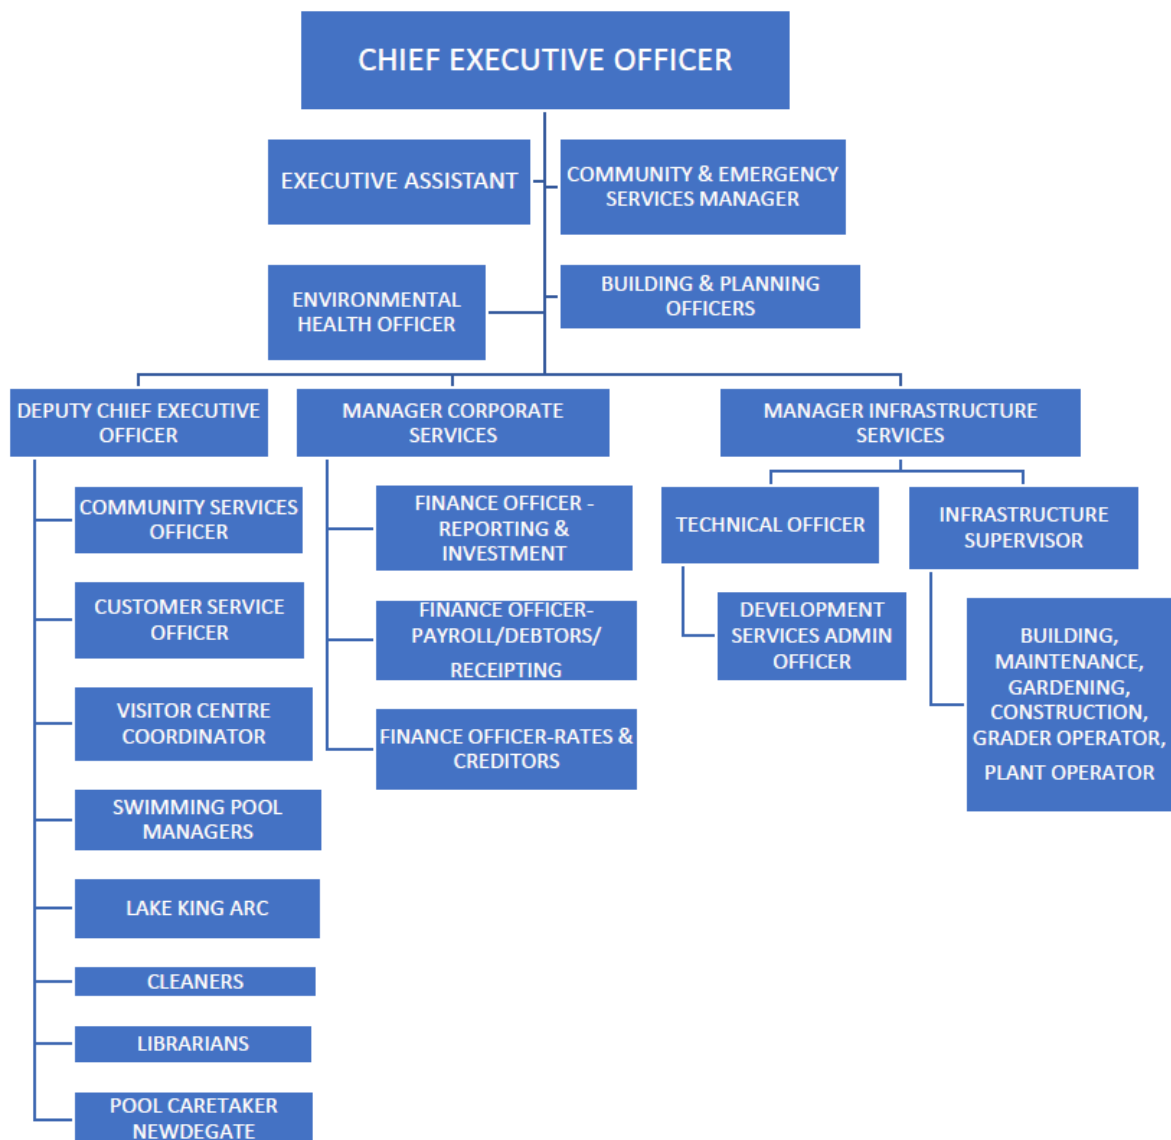 CHIEF EXECUTIVE OFFICER
EXECUTIVE ASSISTANT
COMMUNITY & EMERGENCY
SERVICES MANAGER
ENVIRONMENTAL
HEALTH OFFICER
BUILDING & PLANNING
OFFICERS
DEPUTY CHIEF EXECUTIVE
OFFICER
COMMUNITY SERVICES
OFFICER
CUSTOMER SERVICE
OFFICER
VISITOR CENTRE
COORDINATOR
SWIMMING POOL
MANAGERS
LAKE KING ARC
CLEANERS
LIBRARIANS
POOL CARETAKER
NEWDEGATE
MANAGER CORPORATE
SERVICES
FINANCE OFFICER -
REPORTING &
INVESTMENT
FINANCE OFFICER-
PAYROLL/DEBTORS/
RECEIPTING
FINANCE OFFICER-RATES &
CREDITORS
MANAGER INFRASTRUCTURE
SERVICES
TECHNICAL OFFICER
DEVELOPMENT
SERVICES ADMIN
OFFICER
INFRASTRUCTURE
SUPERVISOR
BUILDING,
MAINTENANCE,
GARDENING,
CONSTRUCTION,
GRADER OPERATOR,
PLANT OPERATOR